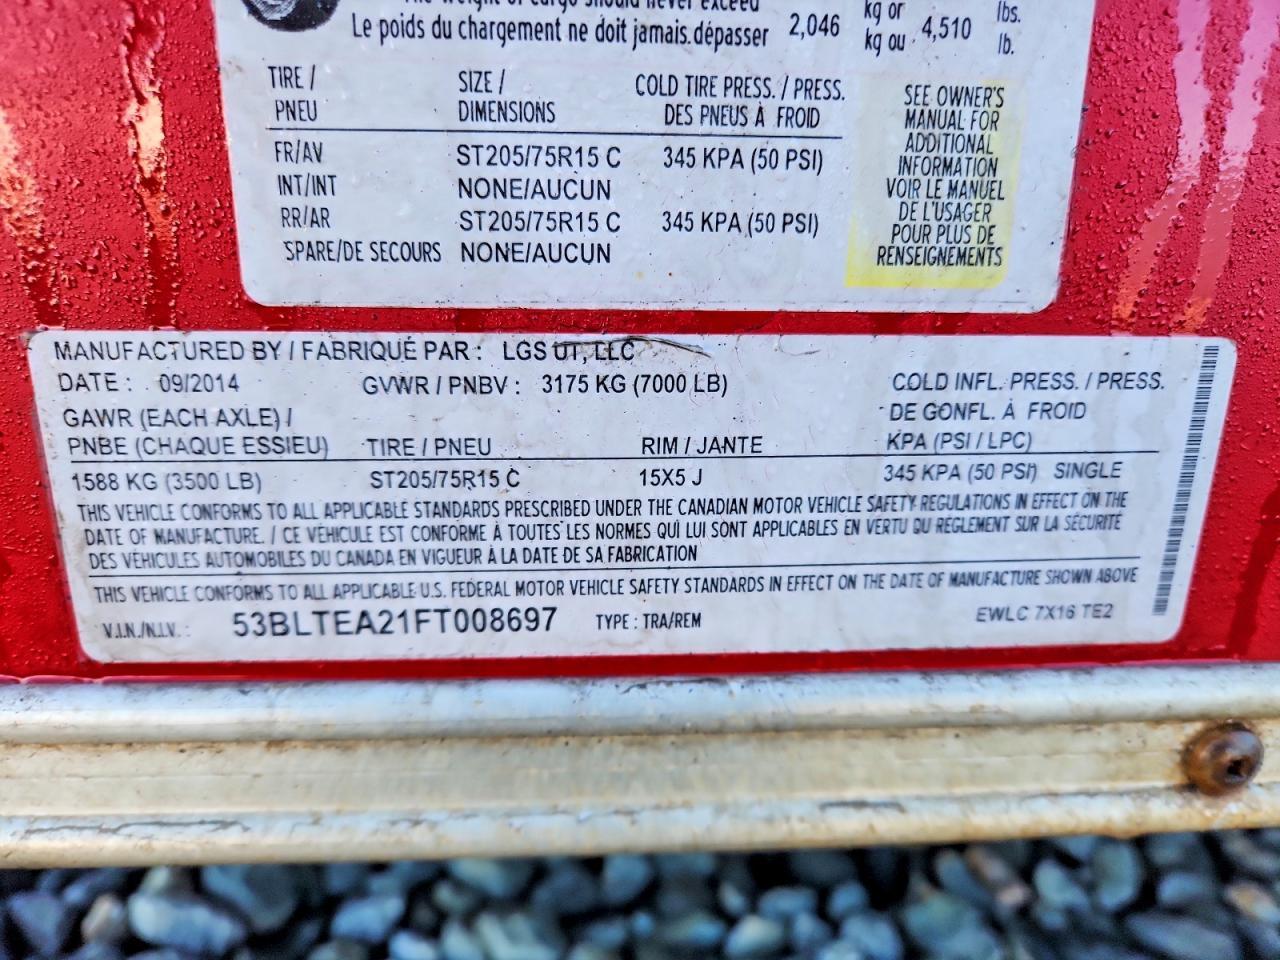 The weight of cargo should never exceed kg or lbs.
Le poids du chargement ne doit jamais.dépasser 2,046 kg ou 4,510 lb.
TIRE / SIZE / COLD TIRE PRESS. / PRESS.
PNEU DIMENSIONS DES PNEUS À FROID
FR/AV ST205/75R15 C 345 KPA (50 PSI)
INT/INT NONE/AUCUN
RR/AR ST205/75R15 C 345 KPA (50 PSI)
SPARE/DE SECOURS NONE/AUCUN
SEE OWNER'S
MANUAL FOR
ADDITIONAL
INFORMATION
VOIR LE MANUEL
DE L'USAGER
POUR PLUS DE
RENSEIGNEMENTS
MANUFACTURED BY / FABRIQUÉ PAR : LGS UT, LLC
DATE : 09/2014 GVWR / PNBV : 3175 KG (7000 LB) COLD INFL. PRESS. / PRESS.
GAWR (EACH AXLE) / DE GONFL. À FROID
PNBE (CHAQUE ESSIEU) TIRE / PNEU RIM / JANTE KPA (PSI / LPC)
1588 KG (3500 LB) ST205/75R15 C 15X5 J 345 KPA (50 PSI) SINGLE
THIS VEHICLE CONFORMS TO ALL APPLICABLE STANDARDS PRESCRIBED UNDER THE CANADIAN MOTOR VEHICLE SAFETY REGULATIONS IN EFFECT ON THE
DATE OF MANUFACTURE. / CE VÉHICULE EST CONFORME À TOUTES LES NORMES QUI LUI SONT APPLICABLES EN VERTU DU RÈGLEMENT SUR LA SÉCURITÉ
DES VÉHICULES AUTOMOBILES DU CANADA EN VIGUEUR À LA DATE DE SA FABRICATION
THIS VEHICLE CONFORMS TO ALL APPLICABLE U.S. FEDERAL MOTOR VEHICLE SAFETY STANDARDS IN EFFECT ON THE DATE OF MANUFACTURE SHOWN ABOVE
V.I.N./N.I.V. : 53BLTEA21FT008697 TYPE : TRA/REM EWLC 7X16 TE2